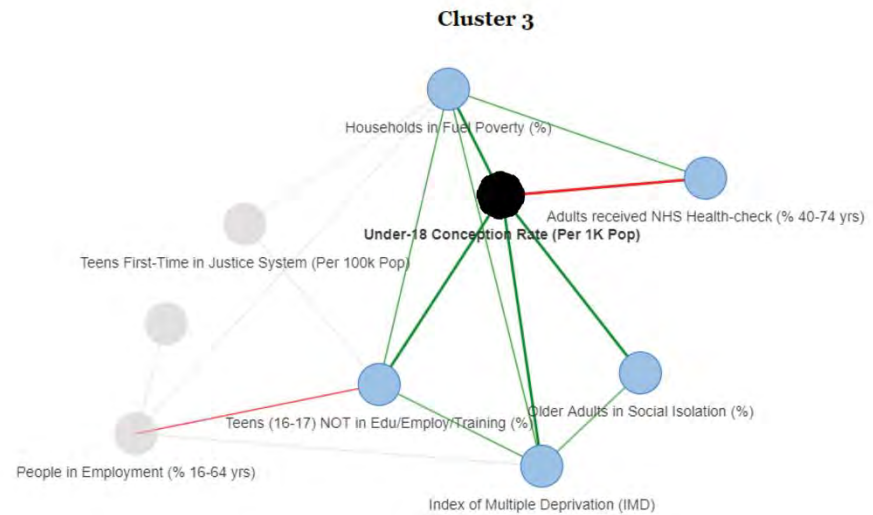 Cluster 3
Households in Fuel Poverty (%)
Adults received NHS Health-check (% 40-74 yrs)
Under-18 Conception Rate (Per 1K Pop)
Teens First-Time in Justice System (Per 100k Pop)
Older Adults in Social Isolation (%)
Teens (16-17) NOT in Edu/Employ/Training (%)
People in Employment (% 16-64 yrs)
Index of Multiple Deprivation (IMD)